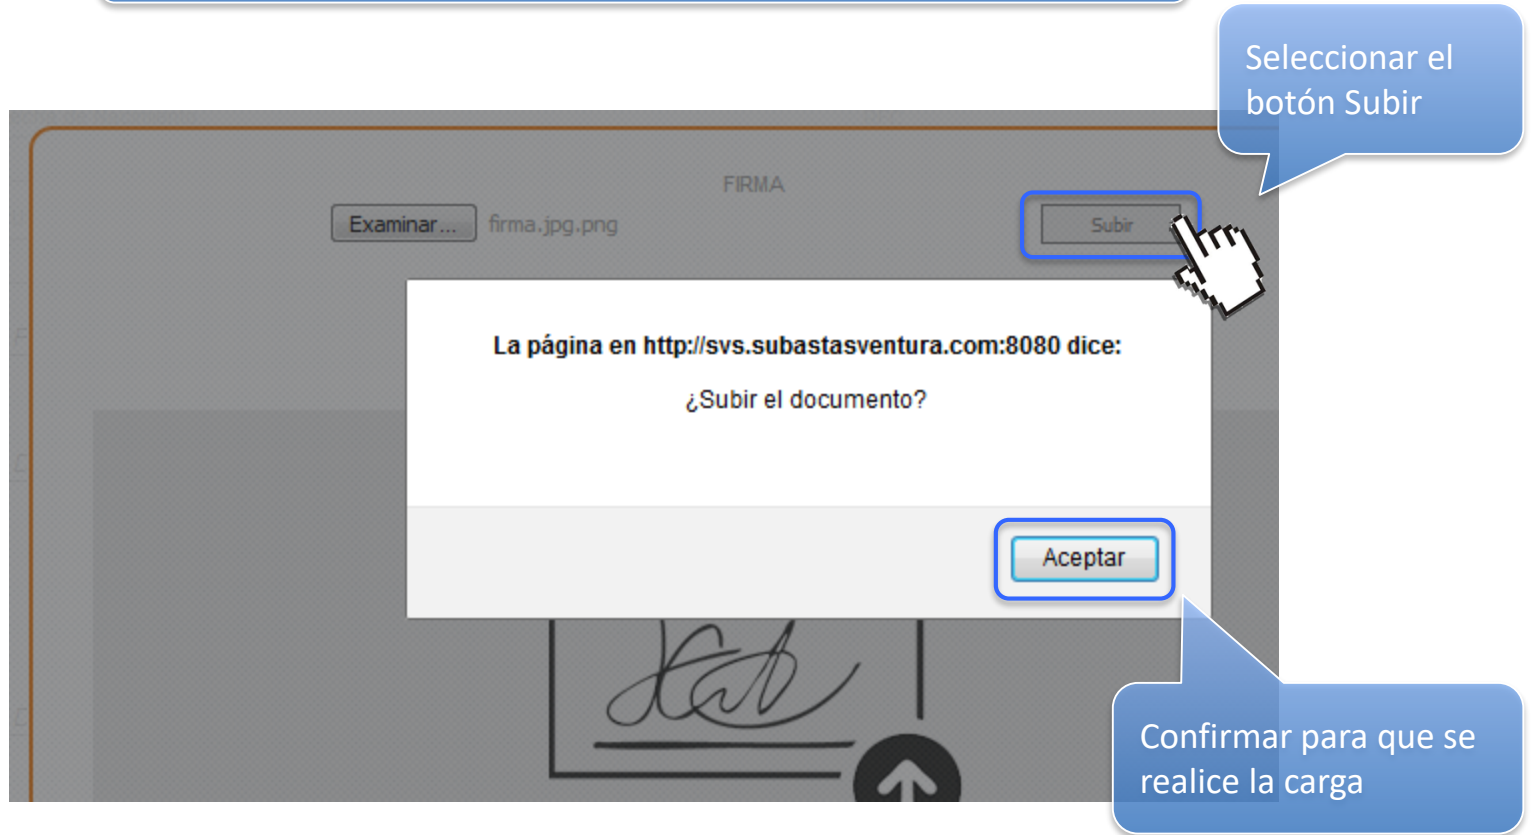 Seleccionar el
botón Subir
FIRMA
Examinar... firma.jpg.png Subir
La página en http://svs.subastasventura.com:8080 dice:
¿Subir el documento?
Aceptar
Confirmar para que se
realice la carga